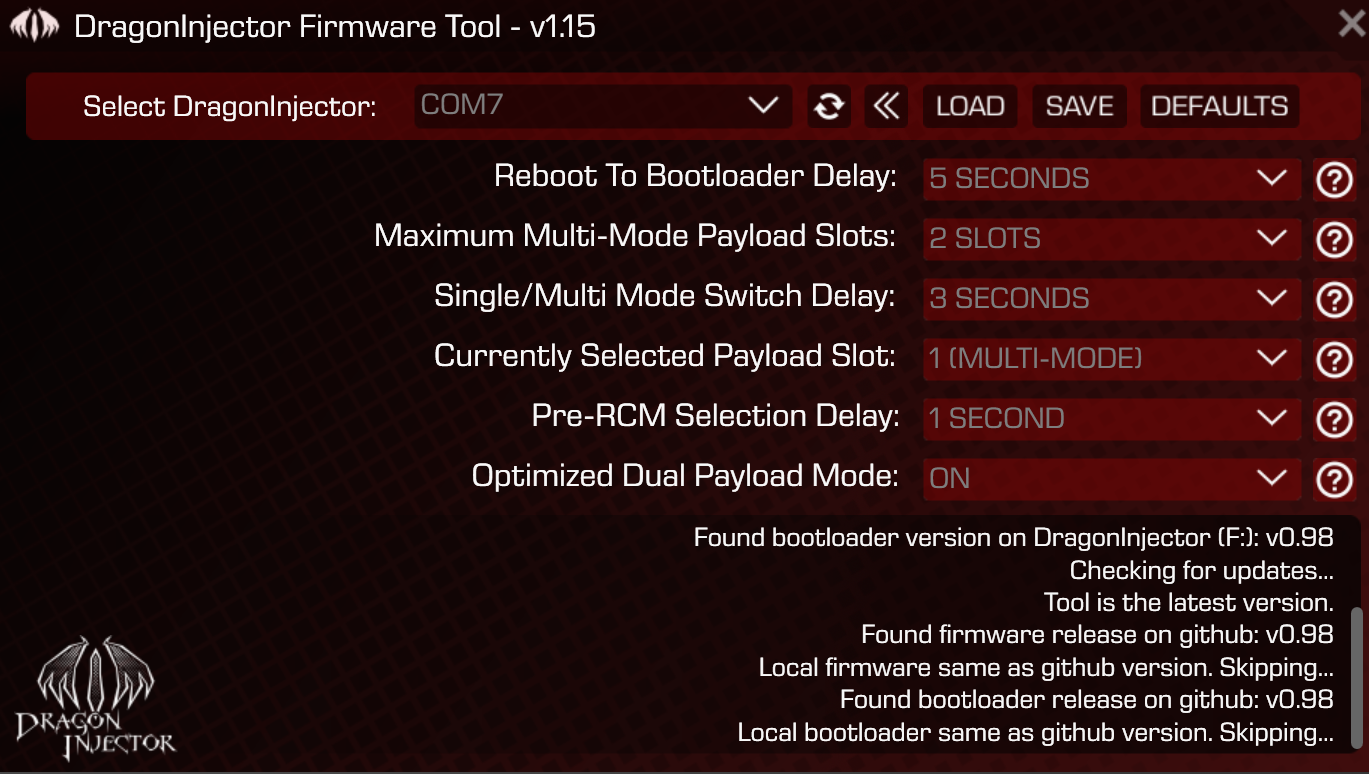 DragonInjector Firmware Tool - v1.15
Select DragonInjector: COM7 LOAD SAVE DEFAULTS
Reboot To Bootloader Delay: 5 SECONDS
Maximum Multi-Mode Payload Slots: 2 SLOTS
Single/Multi Mode Switch Delay: 3 SECONDS
Currently Selected Payload Slot: 1 (MULTI-MODE)
Pre-RCM Selection Delay: 1 SECOND
Optimized Dual Payload Mode: ON
Found bootloader version on DragonInjector (F:): v0.98
Checking for updates...
Tool is the latest version.
Found firmware release on github: v0.98
Local firmware same as github version. Skipping...
Found bootloader release on github: v0.98
Local bootloader same as github version. Skipping...
DRAGON
INJECTOR